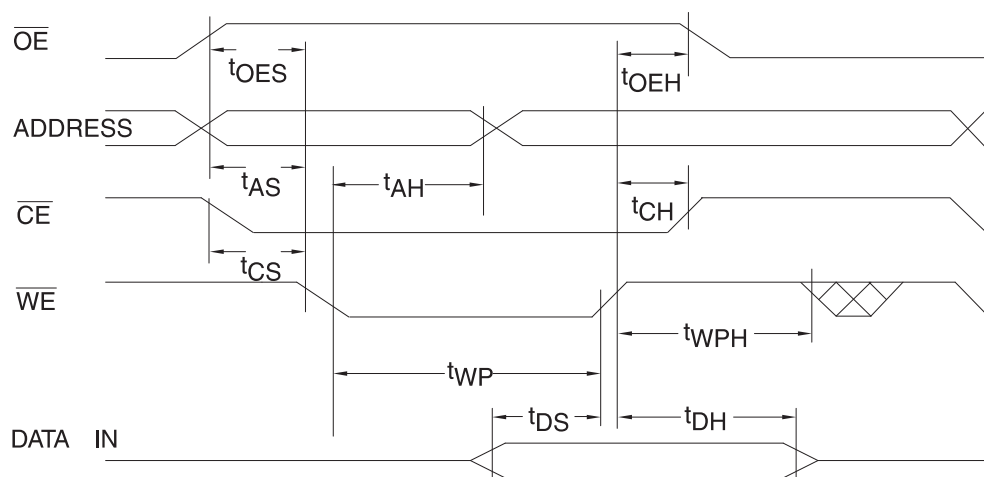 OE
tOES
tOEH
ADDRESS
tAS
tAH
CE
tCH
tCS
WE
tWPH
tWP
tDS
tDH
DATA IN